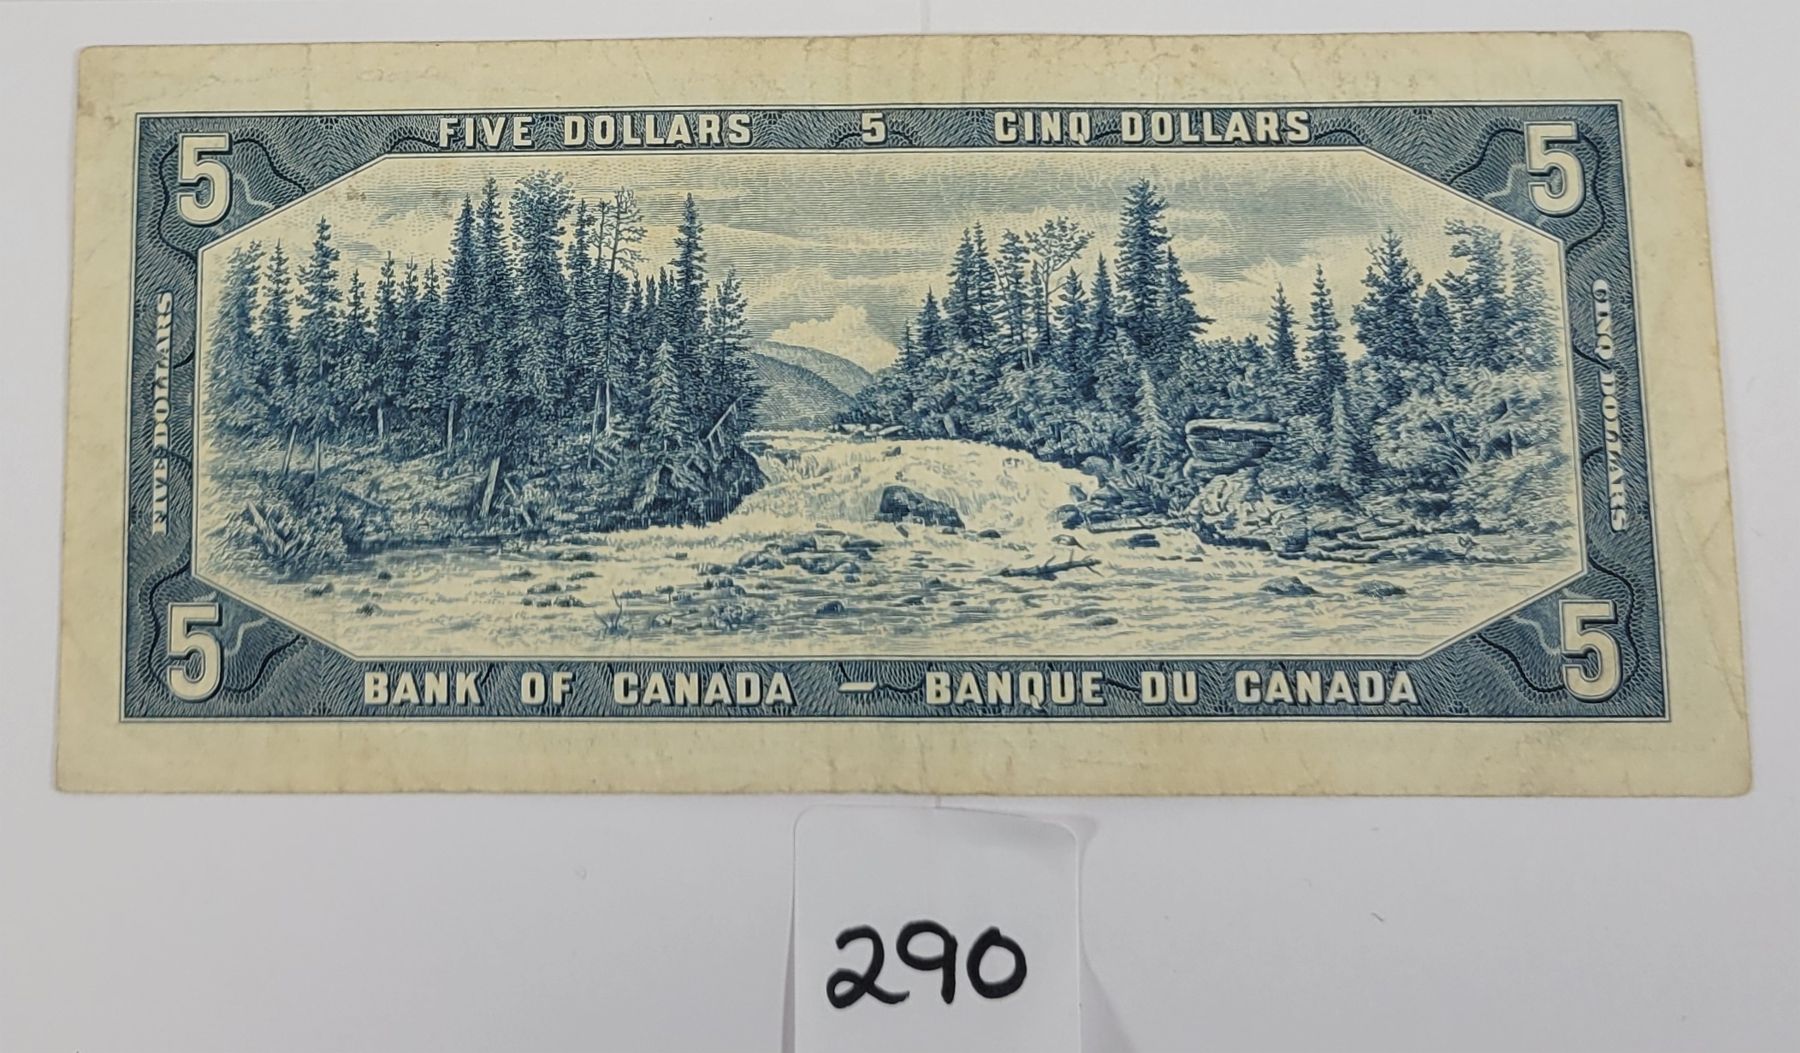 FIVE DOLLARS 5 CINQ DOLLARS
5 5
FIVE DOLLARS
CINQ DOLLARS
5 5
BANK OF CANADA – BANQUE DU CANADA
290